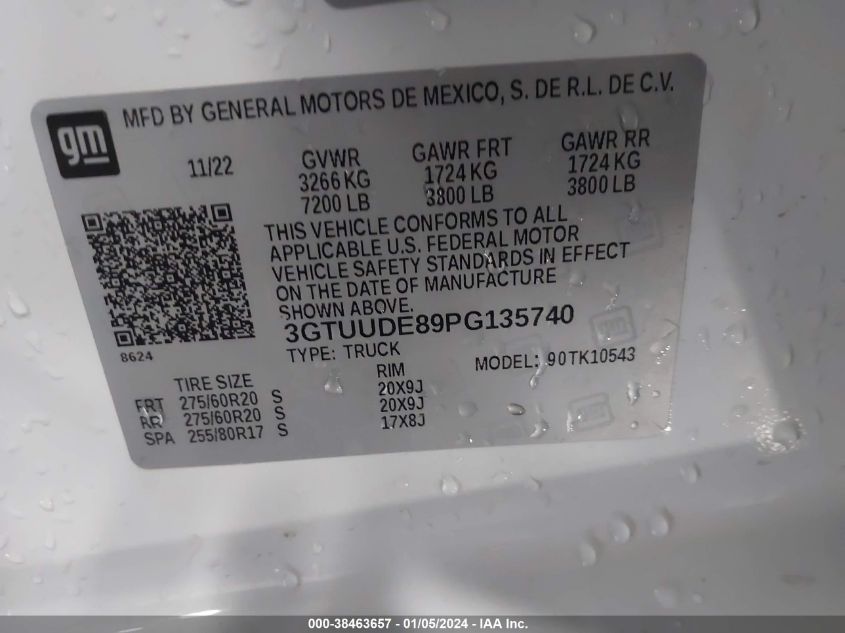 gm
MFD BY GENERAL MOTORS DE MEXICO, S. DE R.L. DE C.V.
11/22
GVWR GAWR FRT GAWR RR
3266 KG 1724 KG 1724 KG
7200 LB 3800 LB 3800 LB
THIS VEHICLE CONFORMS TO ALL
APPLICABLE U.S. FEDERAL MOTOR
VEHICLE SAFETY STANDARDS IN EFFECT
ON THE DATE OF MANUFACTURE
SHOWN ABOVE.
3GTUUDE89PG135740
8624
TYPE: TRUCK MODEL: 90TK10543
TIRE SIZE RIM
FRT 275/60R20 S 20X9J
RR 275/60R20 S 20X9J
SPA 255/80R17 S 17X8J
000-38463657 - 01/05/2024 - IAA Inc.